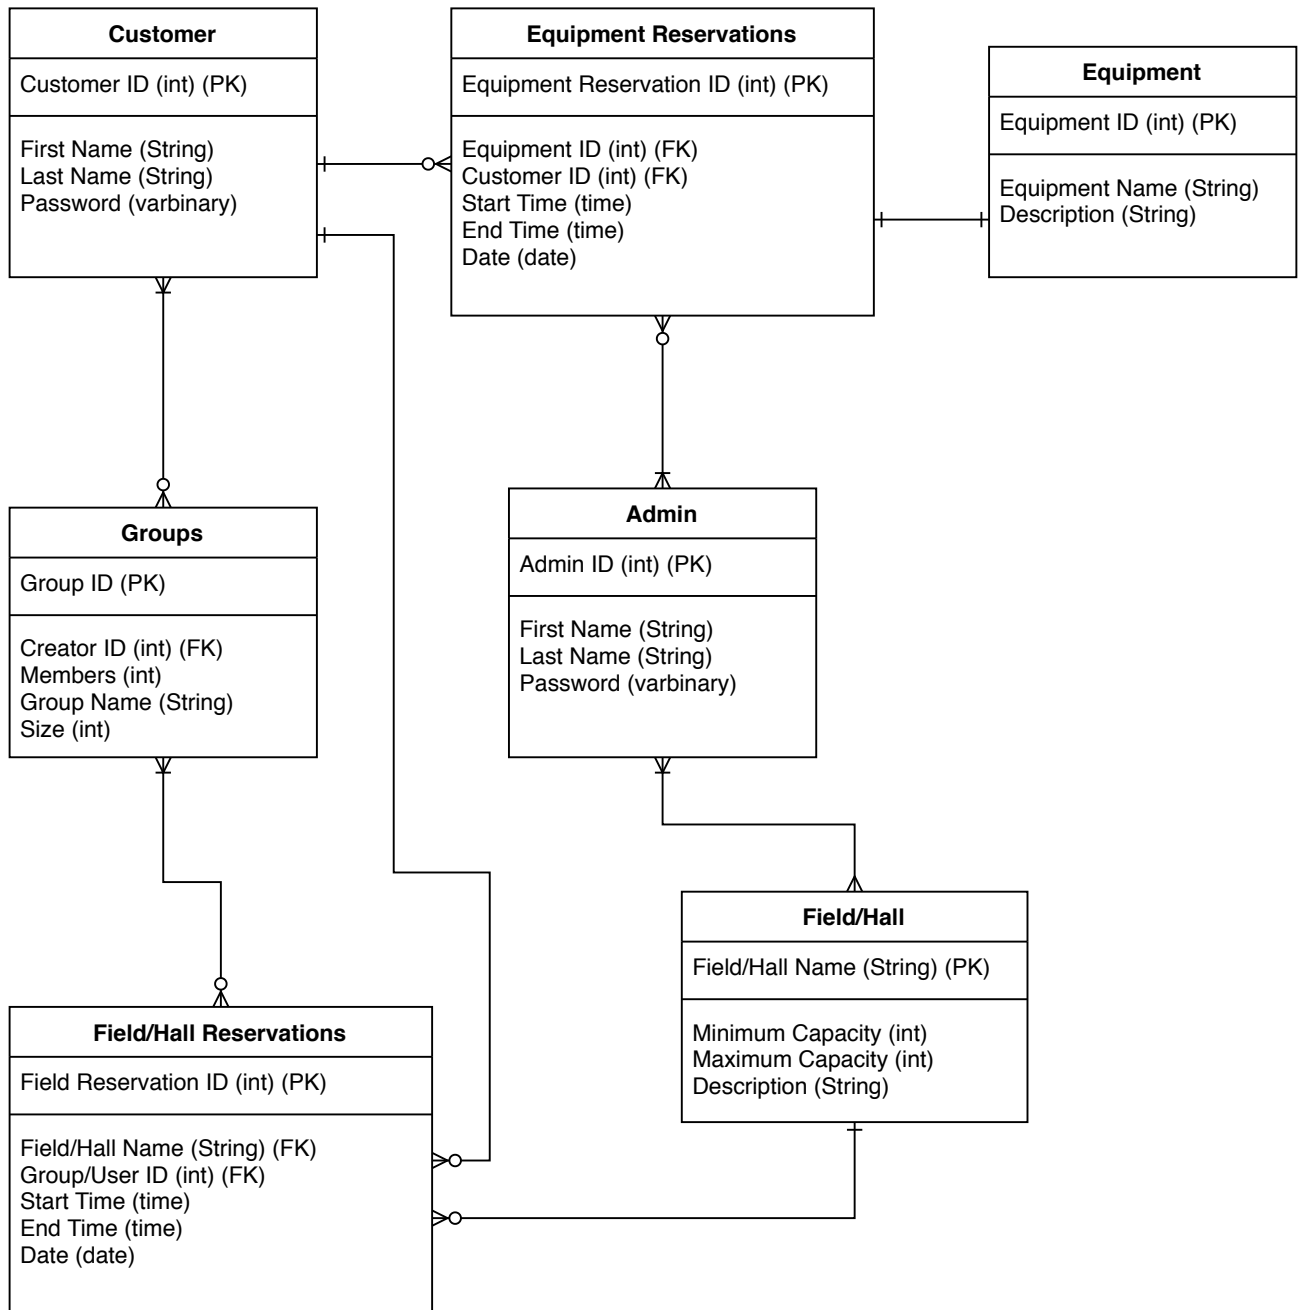 Customer
Customer ID (int) (PK)
First Name (String)
Last Name (String)
Password (varbinary)
Equipment Reservations
Equipment Reservation ID (int) (PK)
Equipment ID (int) (FK)
Customer ID (int) (FK)
Start Time (time)
End Time (time)
Date (date)
Equipment
Equipment ID (int) (PK)
Equipment Name (String)
Description (String)
Groups
Group ID (PK)
Creator ID (int) (FK)
Members (int)
Group Name (String)
Size (int)
Admin
Admin ID (int) (PK)
First Name (String)
Last Name (String)
Password (varbinary)
Field/Hall
Field/Hall Name (String) (PK)
Minimum Capacity (int)
Maximum Capacity (int)
Description (String)
Field/Hall Reservations
Field Reservation ID (int) (PK)
Field/Hall Name (String) (FK)
Group/User ID (int) (FK)
Start Time (time)
End Time (time)
Date (date)